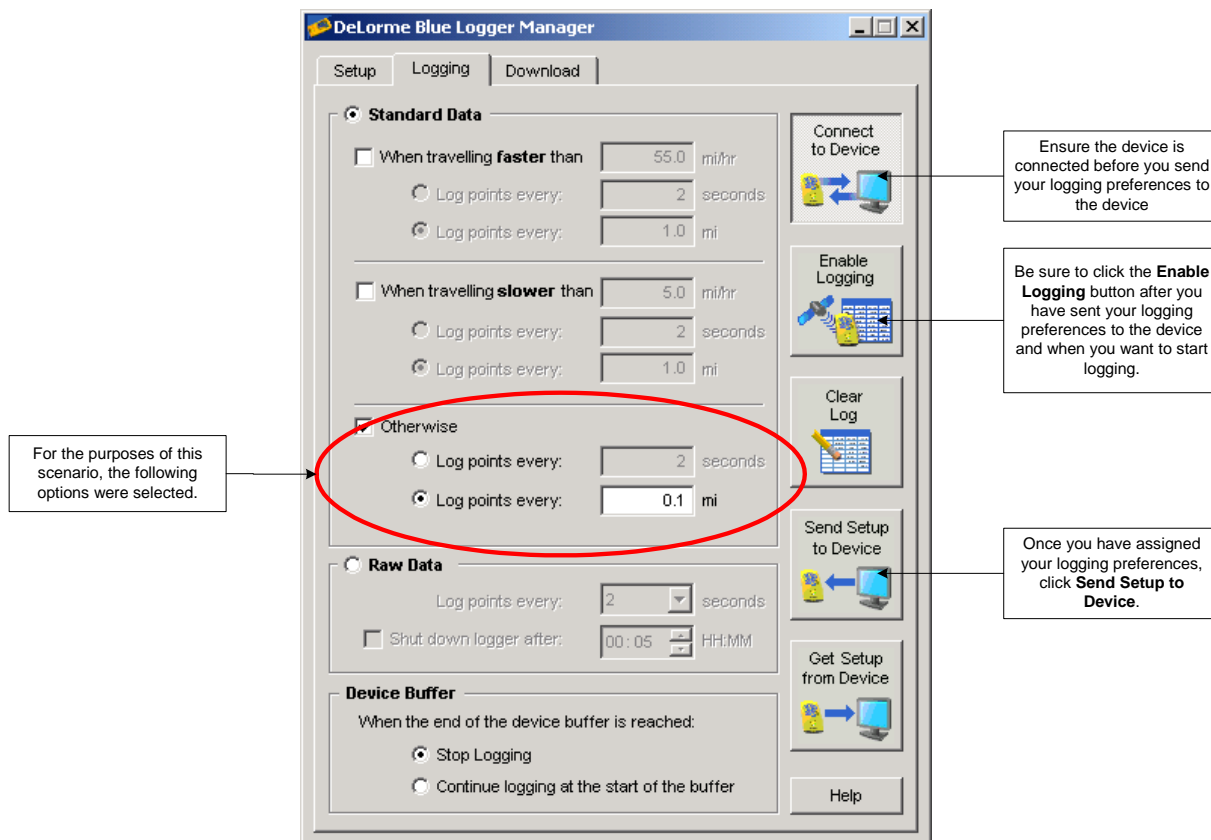 DeLorme Blue Logger Manager
Setup
Logging
Download
Standard Data
When travelling faster than
55.0
mi/hr
Log points every:
2
seconds
Log points every:
1.0
mi
When travelling slower than
5.0
mi/hr
Log points every:
2
seconds
Log points every:
1.0
mi
Otherwise
Log points every:
2
seconds
Log points every:
0.1
mi
Raw Data
Log points every:
2
seconds
Shut down logger after:
00:05
HH:MM
Device Buffer
When the end of the device buffer is reached:
Stop Logging
Continue logging at the start of the buffer
Connect
to Device
Enable
Logging
Clear
Log
Send Setup
to Device
Get Setup
from Device
Help
For the purposes of this
scenario, the following
options were selected.
Ensure the device is
connected before you send
your logging preferences to
the device
Be sure to click the Enable
Logging button after you
have sent your logging
preferences to the device
and when you want to start
logging.
Once you have assigned
your logging preferences,
click Send Setup to
Device.